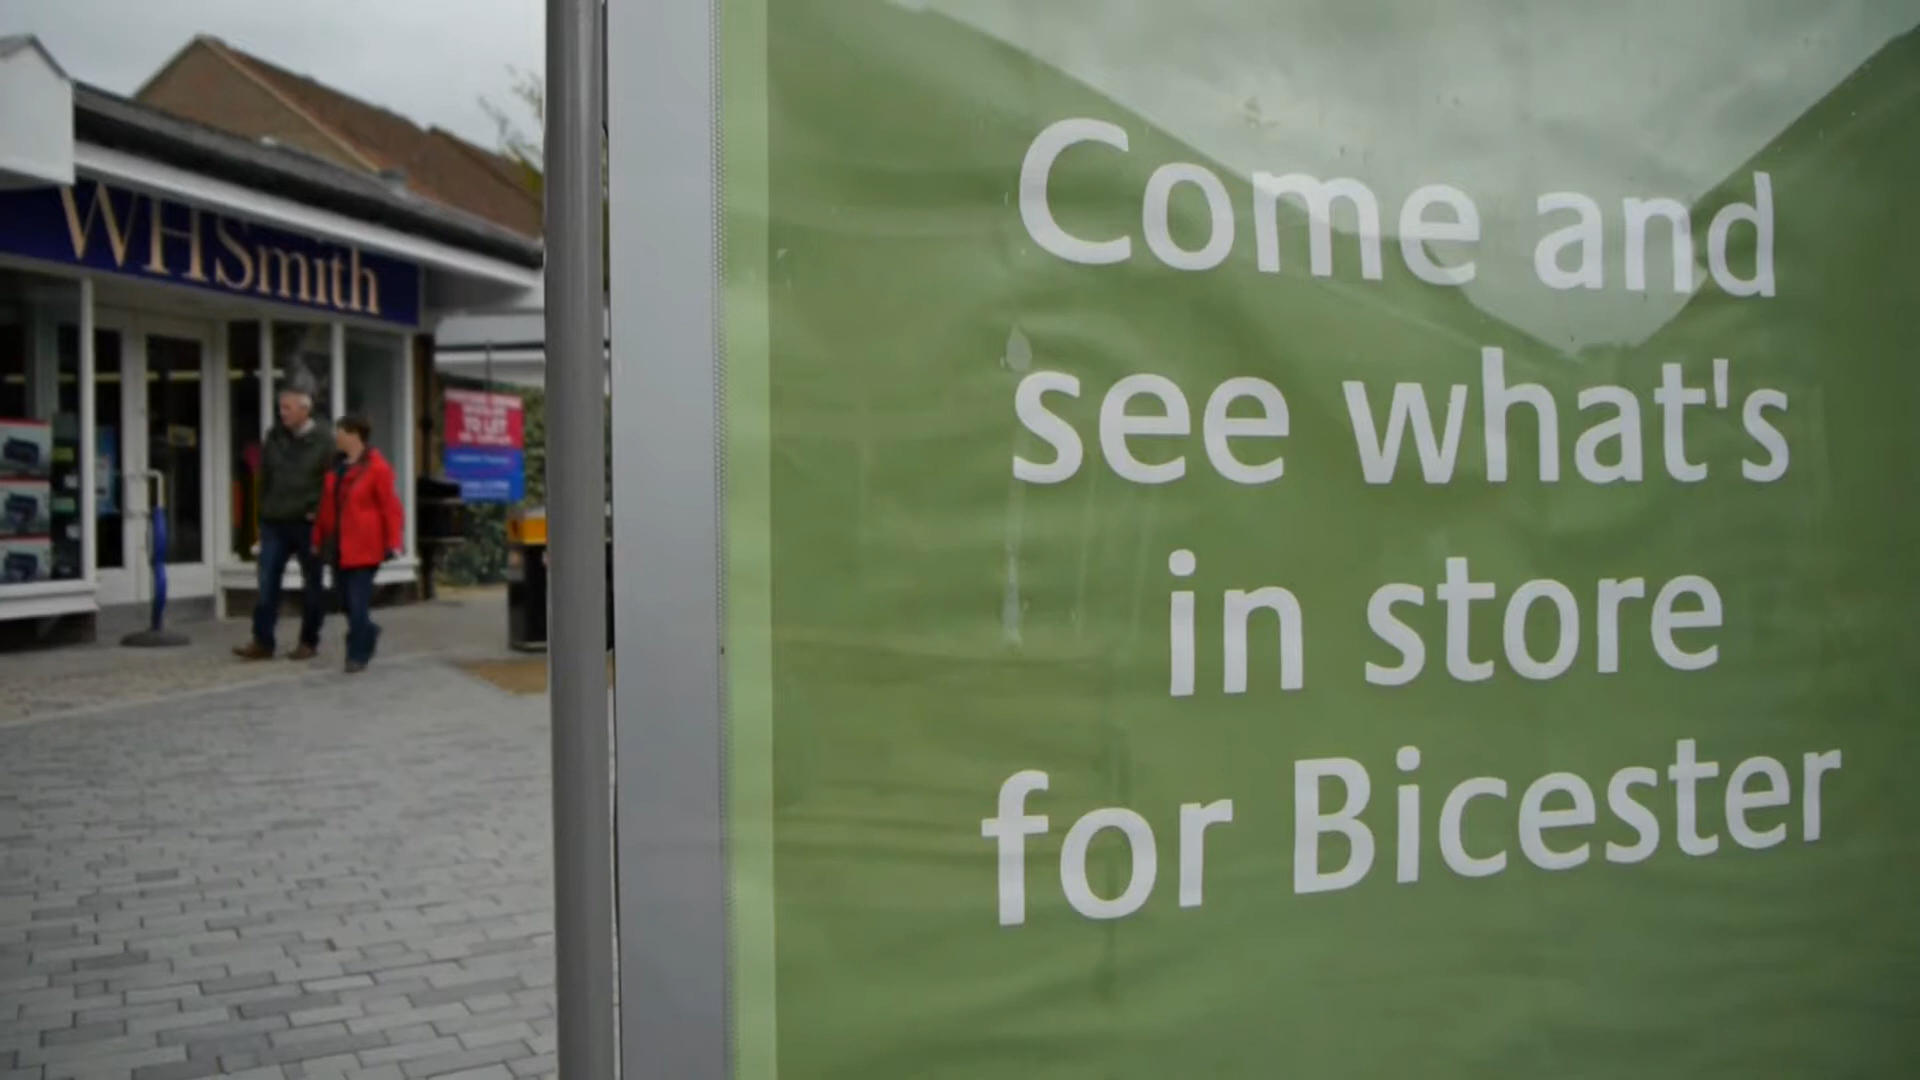 WHSmith
TO LET
Come and
see what's
in store
for Bicester